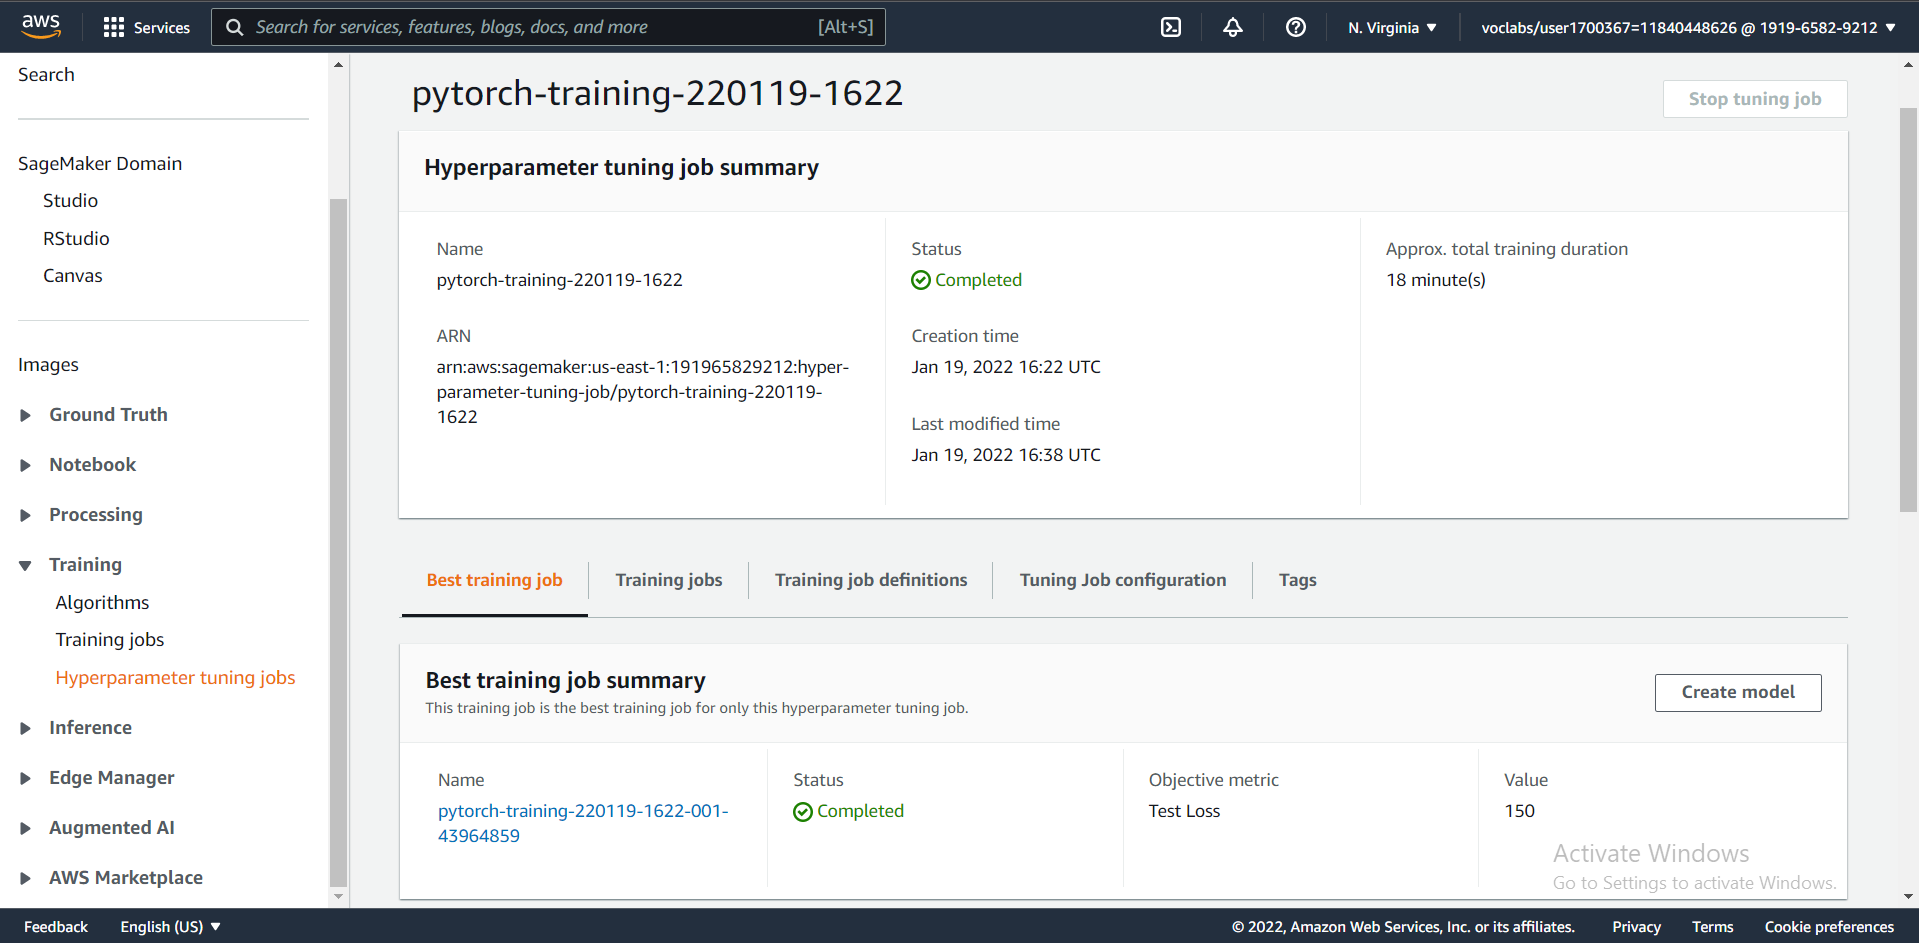 aws
Services
Search for services, features, blogs, docs, and more [Alt+S]
N. Virginia
voclabs/user1700367=11840448626 @ 1919-6582-9212
Search
SageMaker Domain
Studio
RStudio
Canvas
Images
Ground Truth
Notebook
Processing
Training
Algorithms
Training jobs
Hyperparameter tuning jobs
Inference
Edge Manager
Augmented AI
AWS Marketplace
pytorch-training-220119-1622
Stop tuning job
Hyperparameter tuning job summary
Name
pytorch-training-220119-1622
ARN
arn:aws:sagemaker:us-east-1:191965829212:hyper-
parameter-tuning-job/pytorch-training-220119-
1622
Status
Completed
Creation time
Jan 19, 2022 16:22 UTC
Last modified time
Jan 19, 2022 16:38 UTC
Approx. total training duration
18 minute(s)
Best training job
Training jobs
Training job definitions
Tuning Job configuration
Tags
Best training job summary
This training job is the best training job for only this hyperparameter tuning job.
Create model
Name
pytorch-training-220119-1622-001-
43964859
Status
Completed
Objective metric
Test Loss
Value
150
Activate Windows
Go to Settings to activate Windows.
Feedback
English (US)
© 2022, Amazon Web Services, Inc. or its affiliates.
Privacy
Terms
Cookie preferences